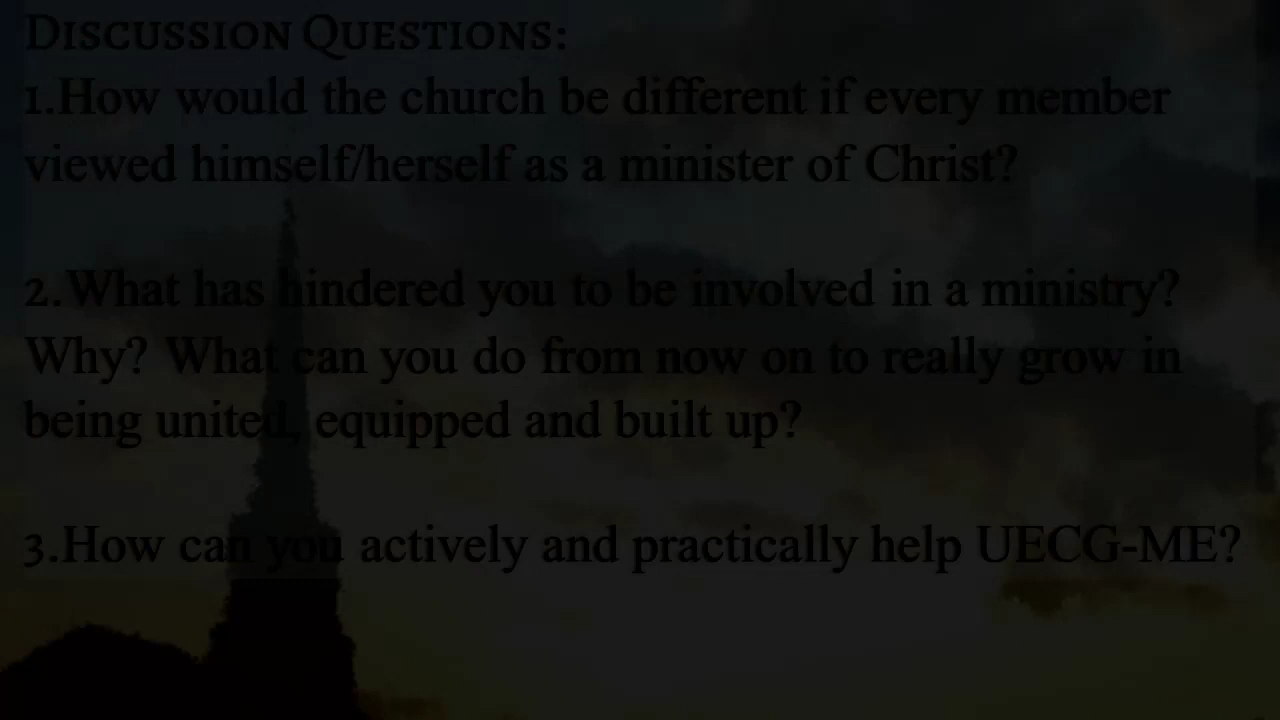 DISCUSSION QUESTIONS:
1.How would the church be different if every member
viewed himself/herself as a minister of Christ?
2.What has hindered you to be involved in a ministry?
Why? What can you do from now on to really grow in
being united, equipped and built up?
3.How can you actively and practically help UECG-ME?